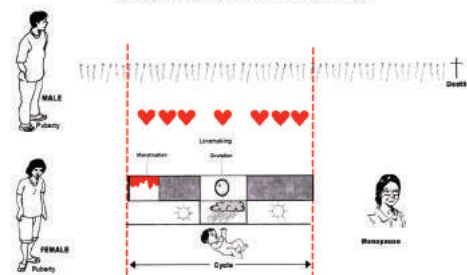 Death
MALE
Puberty
Lovemaking
Menstruation
Ovulation
FEMALE
Puberty
Menopause
Cycle